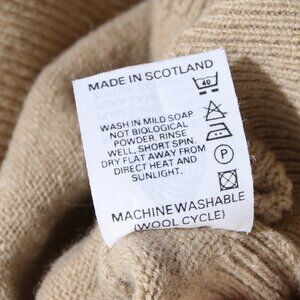 MADE IN SCOTLAND
40
WASH IN MILD SOAP
NOT BIOLOGICAL
POWDER. RINSE
WELL, SHORT SPIN.
DRY FLAT AWAY FROM
DIRECT HEAT AND
SUNLIGHT.
P
MACHINE WASHABLE
(WOOL CYCLE)